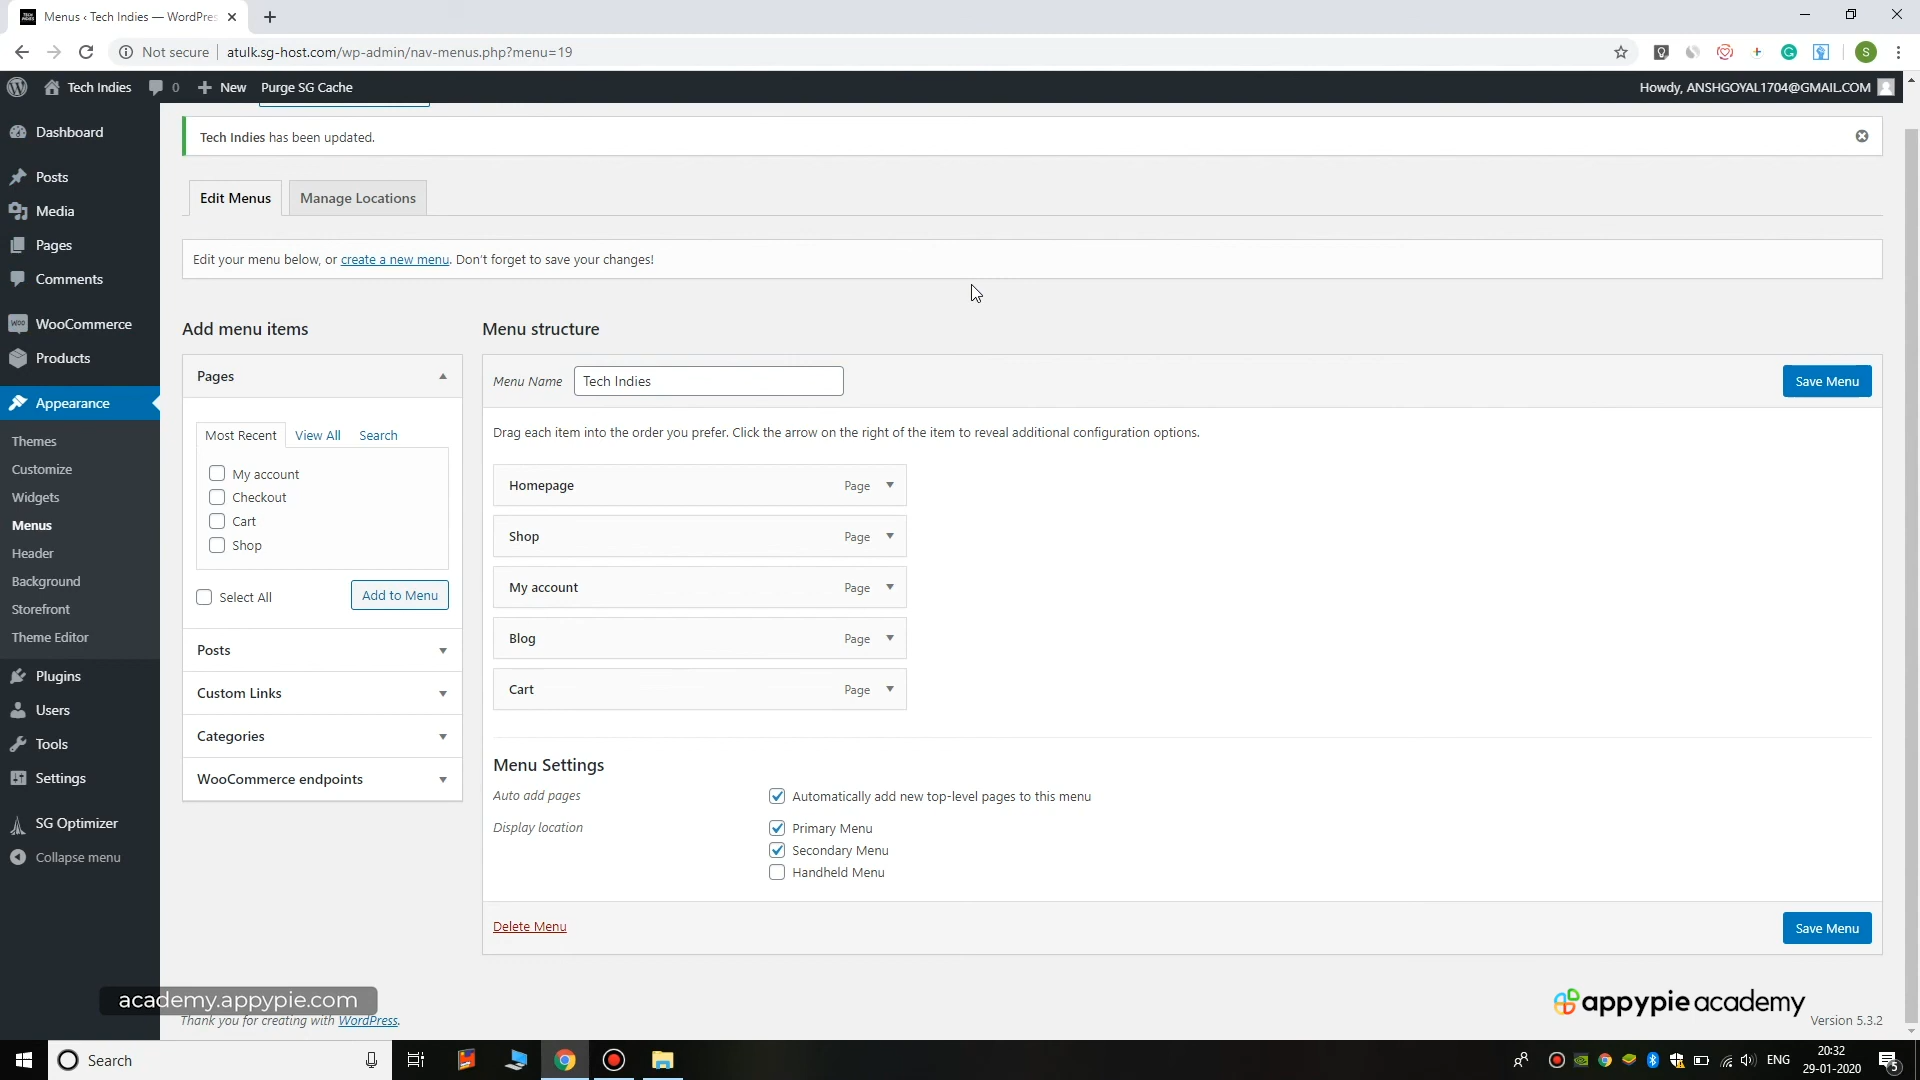 Menus ‹ Tech Indies — WordPres
Not secure
atulk.sg-host.com/wp-admin/nav-menus.php?menu=19
S
Tech Indies
0
New
Purge SG Cache
Howdy, ANSHGOYAL1704@GMAIL.COM
Dashboard
Posts
Media
Pages
Comments
WooCommerce
Products
Appearance
Themes
Customize
Widgets
Menus
Header
Background
Storefront
Theme Editor
Plugins
Users
Tools
Settings
SG Optimizer
Collapse menu
Tech Indies has been updated.
Edit Menus
Manage Locations
Edit your menu below, or create a new menu. Don't forget to save your changes!
Add menu items
Pages
Most Recent
View All
Search
My account
Checkout
Cart
Shop
Select All
Add to Menu
Posts
Custom Links
Categories
WooCommerce endpoints
Menu structure
Menu Name
Tech Indies
Save Menu
Drag each item into the order you prefer. Click the arrow on the right of the item to reveal additional configuration options.
Homepage Page
Shop Page
My account Page
Blog Page
Cart Page
Menu Settings
Auto add pages
Automatically add new top-level pages to this menu
Display location
Primary Menu
Secondary Menu
Handheld Menu
Delete Menu
Save Menu
academy.appypie.com
Thank you for creating with WordPress.
appypie academy
Version 5.3.2
Search
ENG
20:32
29-01-2020
5